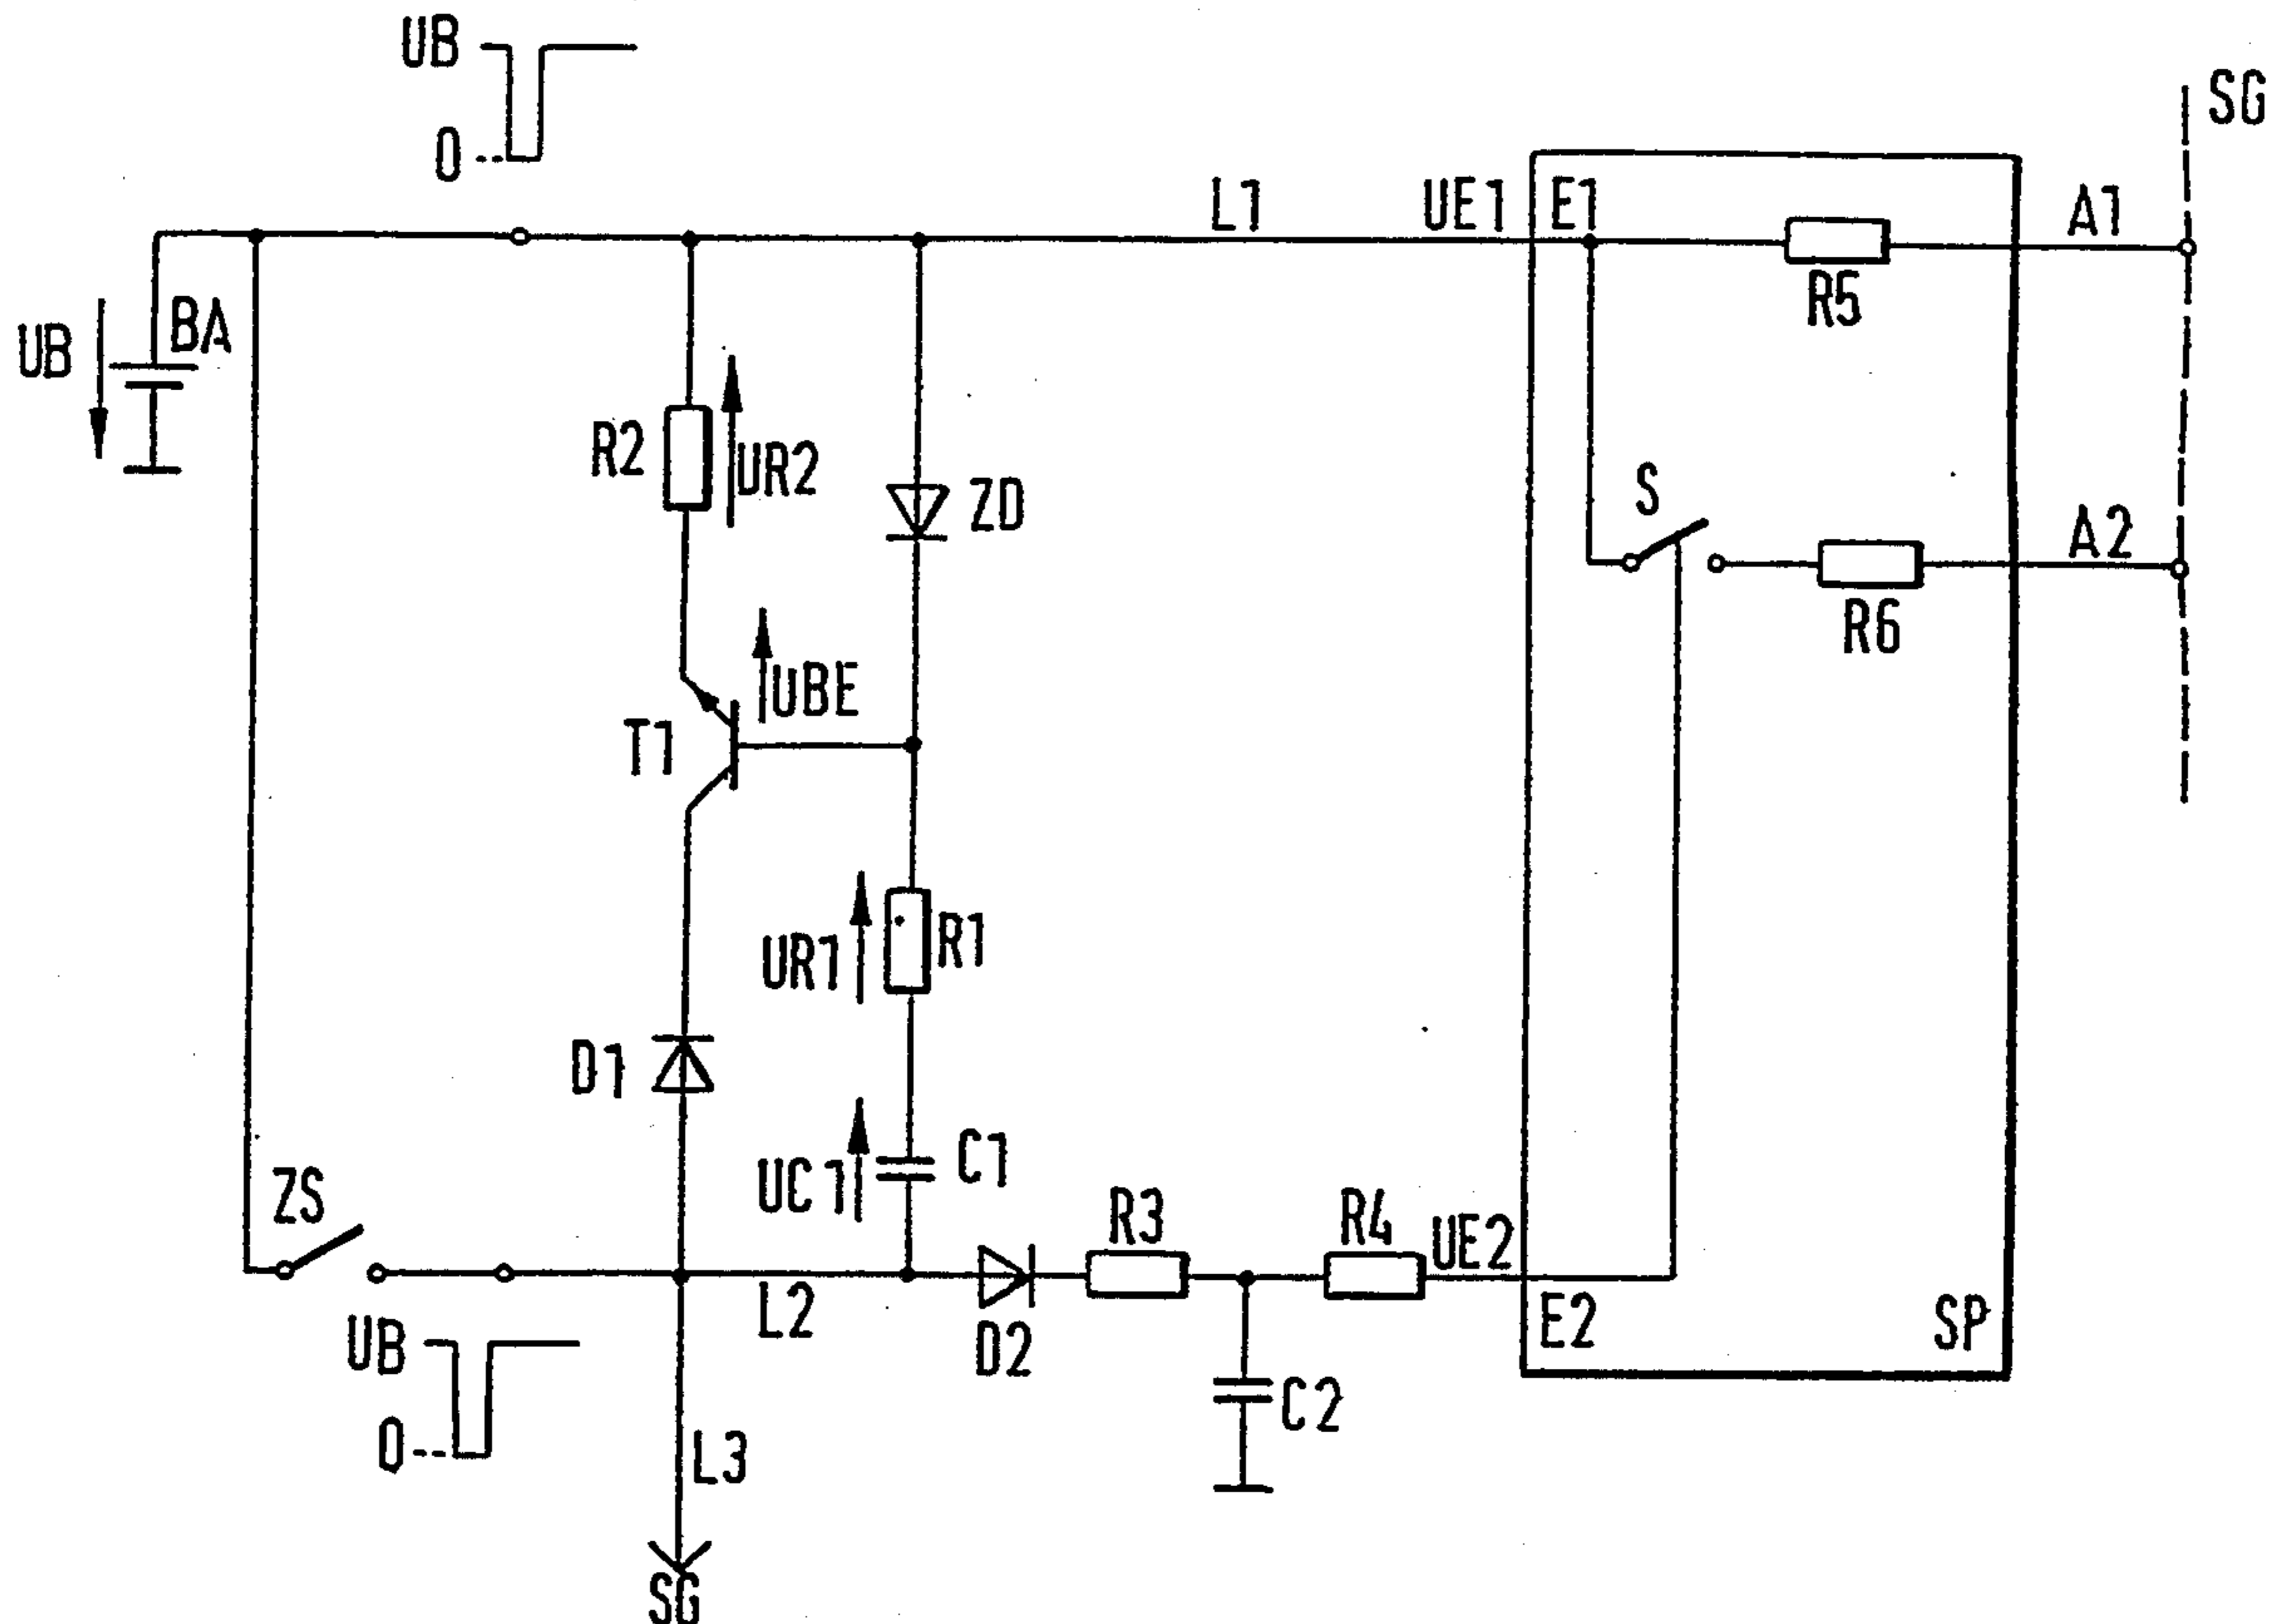 UB
0
SG
L1
UE1
E1
A1
R5
UB
BA
R2
UR2
ZD
S
A2
R6
UBE
T1
UR1
R1
D1
UC1
C1
ZS
R3
R4
UE2
L2
D2
E2
SP
UB
0
C2
L3
SG